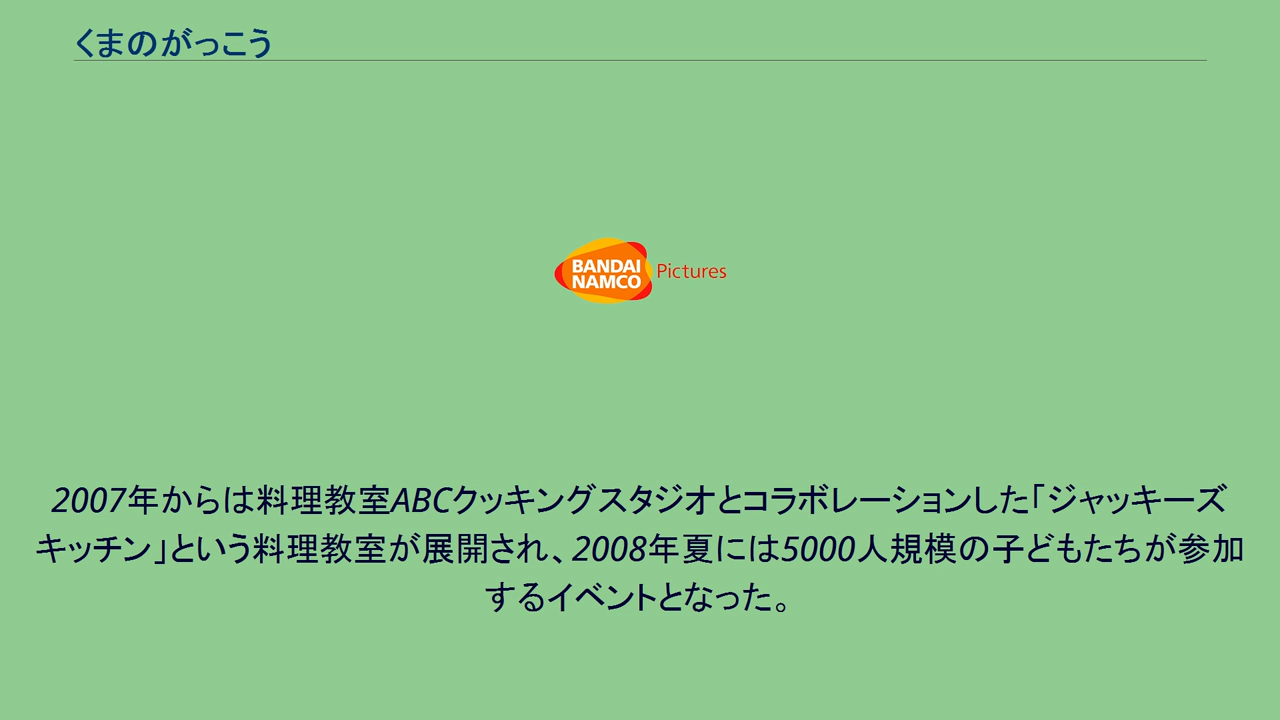 くまのがっこう
BANDAI
NAMCO
Pictures
2007年からは料理教室ABCクッキングスタジオとコラボレーションした「ジャッキーズ
キッチン」という料理教室が展開され、2008年夏には5000人規模の子どもたちが参加
するイベントとなった。